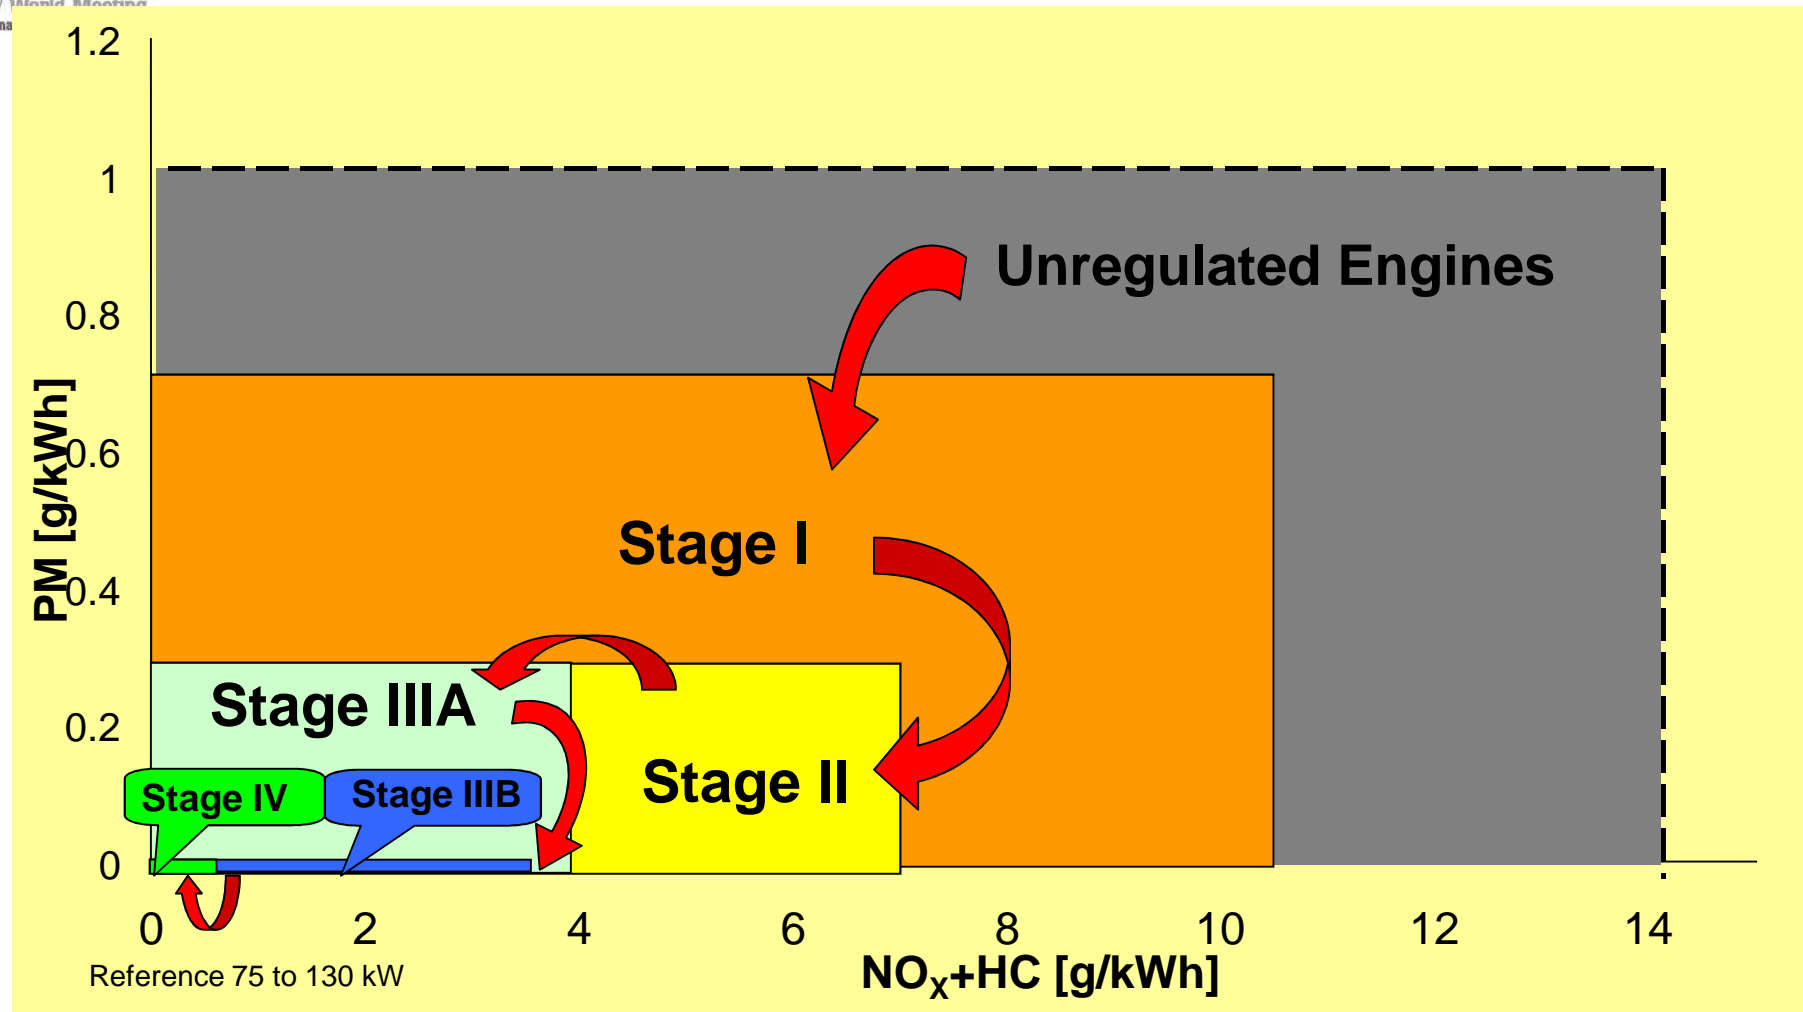 World Meeting
1.2
1
Unregulated Engines
0.8
PM [g/kWh]
0.6
Stage I
0.4
Stage IIIA
0.2
Stage II
Stage IV
Stage IIIB
0
0 2 4 6 8 10 12 14
Reference 75 to 130 kW
NOX+HC [g/kWh]